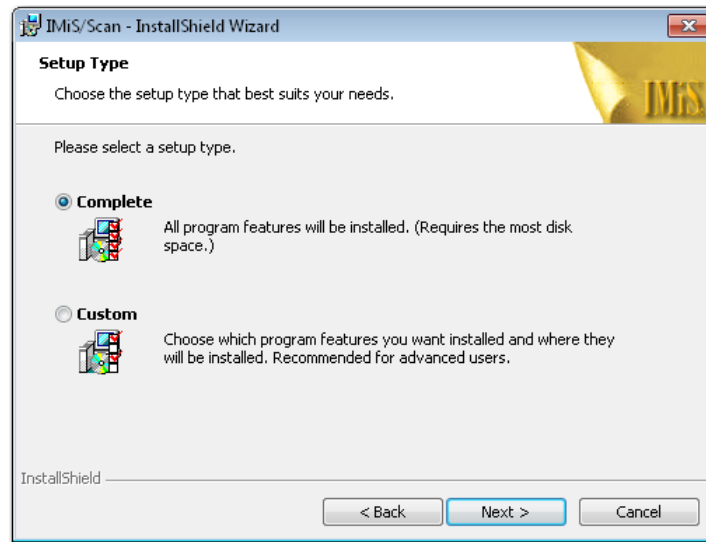 IMiS/Scan - InstallShield Wizard
Setup Type
Choose the setup type that best suits your needs.
IMiS
Please select a setup type.
Complete
All program features will be installed. (Requires the most disk
space.)
Custom
Choose which program features you want installed and where they
will be installed. Recommended for advanced users.
InstallShield
< Back
Next >
Cancel